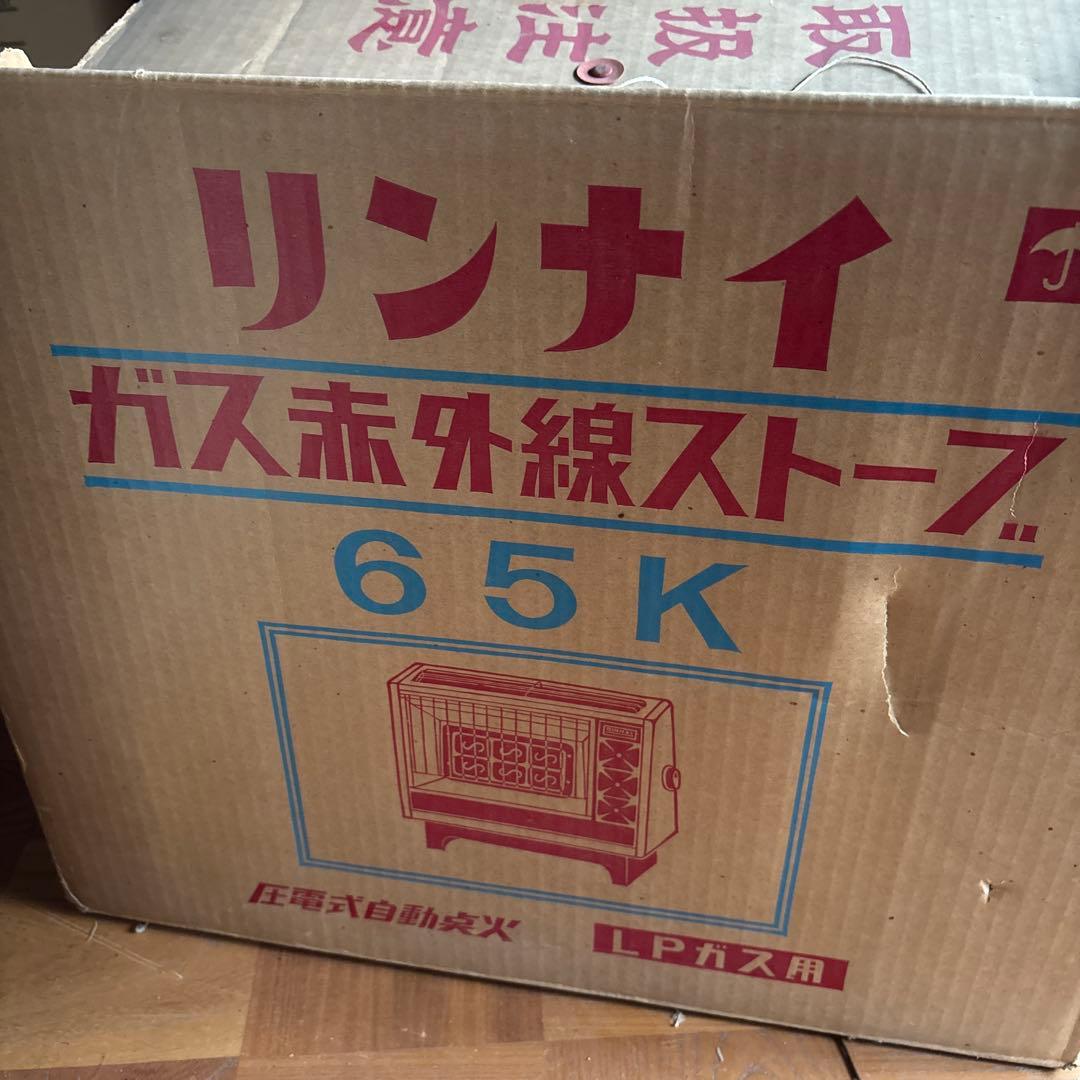 取扱注意
リンナイ
ガス赤外線ストーブ
65K
RINNAI
圧電式自動点火
LPガス用